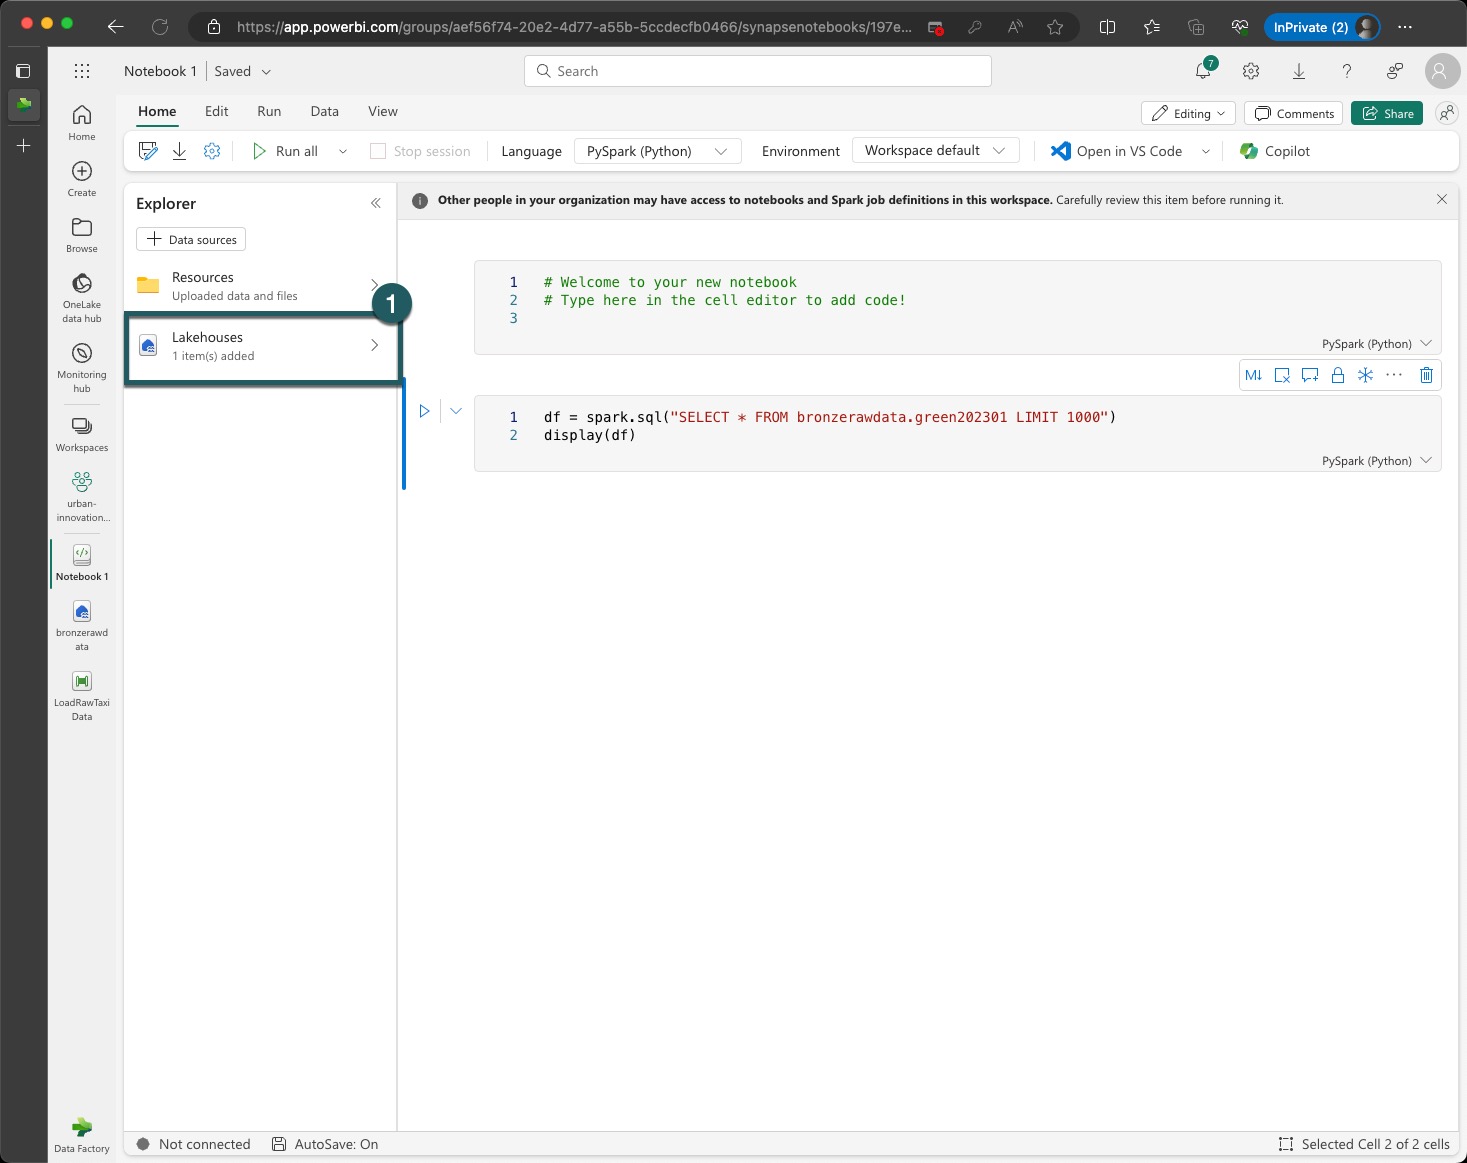 https://app.powerbi.com/groups/aef56f74-20e2-4d77-a55b-5ccdecfb0466/synapsenotebooks/197e...
InPrivate (2)
Notebook 1
Saved
Search
7
Home
Edit
Run
Data
View
Editing
Comments
Share
Run all
Stop session
Language
PySpark (Python)
Environment
Workspace default
Open in VS Code
Copilot
Home
Create
Browse
OneLake
data hub
Monitoring
hub
Workspaces
urban-
innovation...
Notebook 1
bronzerawd
ata
LoadRawTaxi
Data
Data Factory
Explorer
Data sources
Resources
Uploaded data and files
1
Lakehouses
1 item(s) added
Other people in your organization may have access to notebooks and Spark job definitions in this workspace. Carefully review this item before running it.
1 # Welcome to your new notebook
2 # Type here in the cell editor to add code!
3
PySpark (Python)
M↓
1 df = spark.sql("SELECT * FROM bronzerawdata.green202301 LIMIT 1000")
2 display(df)
PySpark (Python)
Not connected
AutoSave: On
Selected Cell 2 of 2 cells